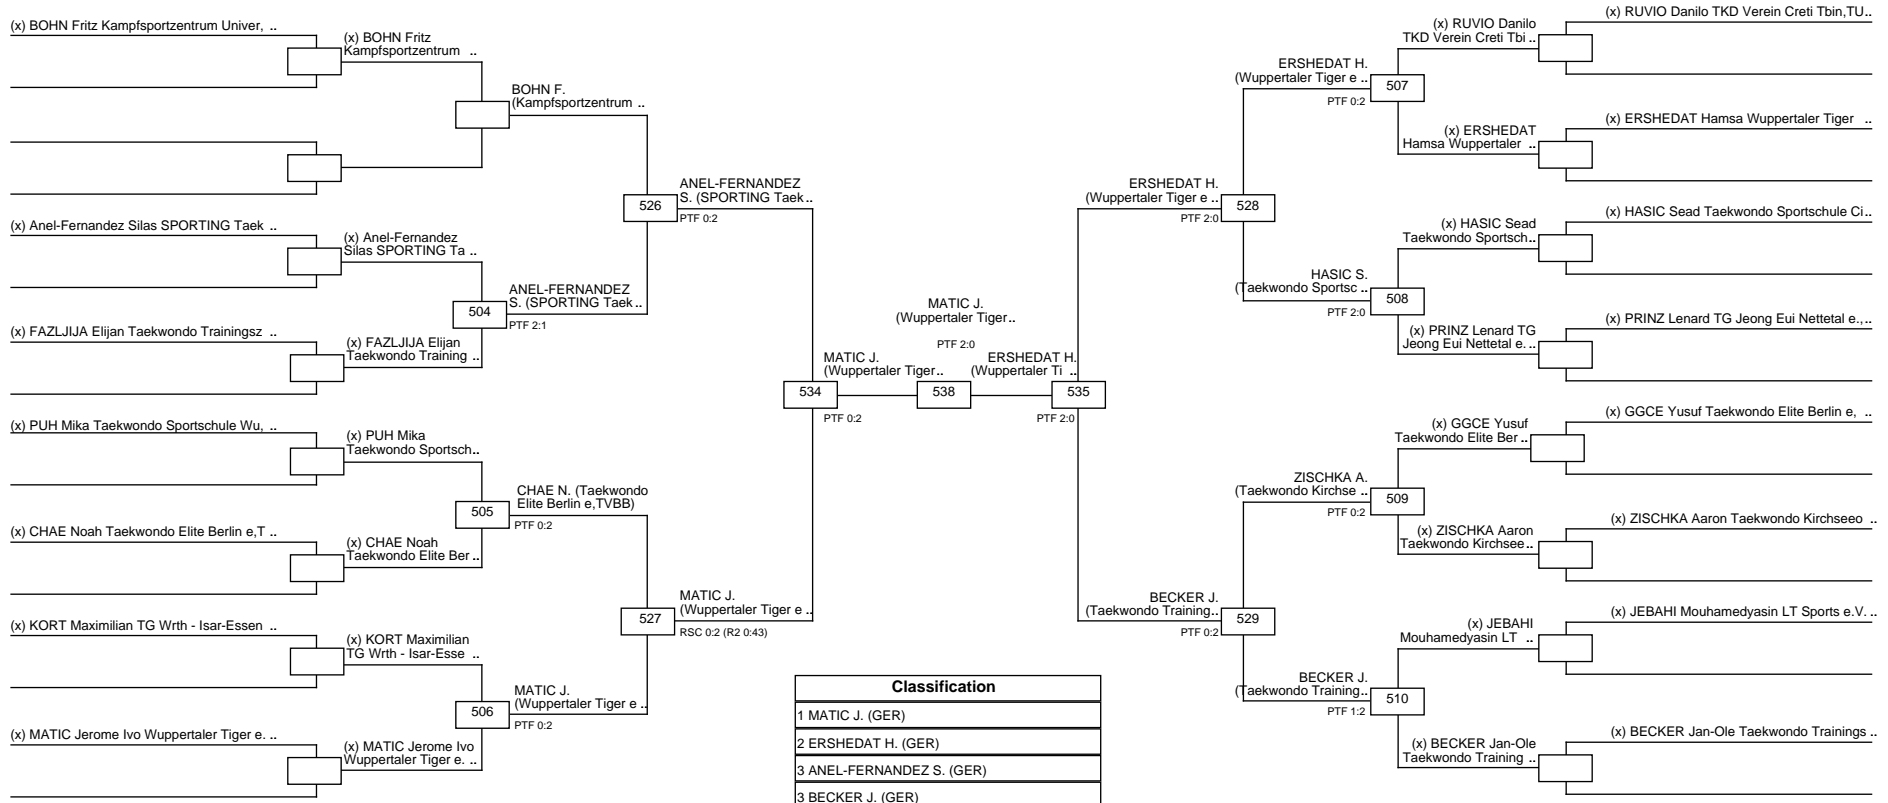 (x) BOHN Fritz Kampfsportzentrum Univer, ..
(x) BOHN Fritz
Kampfsportzentrum ..
BOHN F.
(Kampfsportzentrum ..
(x) Anel-Fernandez Silas SPORTING Taek ..
(x) Anel-Fernandez
Silas SPORTING Ta ..
504
ANEL-FERNANDEZ
S. (SPORTING Taek ..
PTF 2:1
(x) FAZLJIJA Elijan Taekwondo Trainingsz ..
(x) FAZLJIJA Elijan
Taekwondo Training ..
526
ANEL-FERNANDEZ
S. (SPORTING Taek ..
PTF 0:2
(x) PUH Mika Taekwondo Sportschule Wu, ..
(x) PUH Mika
Taekwondo Sportsch..
505
CHAE N. (Taekwondo
Elite Berlin e,TVBB)
PTF 0:2
(x) CHAE Noah Taekwondo Elite Berlin e,T ..
(x) CHAE Noah
Taekwondo Elite Ber ..
(x) KORT Maximilian TG Wrth - Isar-Essen ..
(x) KORT Maximilian
TG Wrth - Isar-Esse ..
506
MATIC J.
(Wuppertaler Tiger e ..
PTF 0:2
(x) MATIC Jerome Ivo Wuppertaler Tiger e. ..
(x) MATIC Jerome Ivo
Wuppertaler Tiger e. ..
527
MATIC J.
(Wuppertaler Tiger e ..
RSC 0:2 (R2 0:43)
534
MATIC J.
(Wuppertaler Tiger ..
PTF 0:2
MATIC J.
(Wuppertaler Tiger ..
PTF 2:0
538
ERSHEDAT H.
(Wuppertaler Ti ..
535
PTF 2:0
ERSHEDAT H.
(Wuppertaler Tiger e ..
528
PTF 2:0
ERSHEDAT H.
(Wuppertaler Tiger e ..
507
PTF 0:2
(x) RUVIO Danilo
TKD Verein Creti Tbi ..
(x) RUVIO Danilo TKD Verein Creti Tbin,TU..
(x) ERSHEDAT
Hamsa Wuppertaler ..
(x) ERSHEDAT Hamsa Wuppertaler Tiger ..
HASIC S.
(Taekwondo Sportsc ..
508
PTF 2:0
(x) HASIC Sead
Taekwondo Sportsch..
(x) HASIC Sead Taekwondo Sportschule Ci..
(x) PRINZ Lenard TG
Jeong Eui Nettetal e. ..
(x) PRINZ Lenard TG Jeong Eui Nettetal e.,..
BECKER J.
(Taekwondo Training..
529
PTF 0:2
ZISCHKA A.
(Taekwondo Kirchse ..
509
PTF 0:2
(x) GGCE Yusuf
Taekwondo Elite Ber ..
(x) GGCE Yusuf Taekwondo Elite Berlin e, ..
(x) ZISCHKA Aaron
Taekwondo Kirchsee..
(x) ZISCHKA Aaron Taekwondo Kirchseeo ..
BECKER J.
(Taekwondo Training..
510
PTF 1:2
(x) JEBAHI
Mouhamedyasin LT ..
(x) JEBAHI Mouhamedyasin LT Sports e.V. ..
(x) BECKER Jan-Ole
Taekwondo Training ..
(x) BECKER Jan-Ole Taekwondo Trainings ..
Classification
1 MATIC J. (GER)
2 ERSHEDAT H. (GER)
3 ANEL-FERNANDEZ S. (GER)
3 BECKER J. (GER)